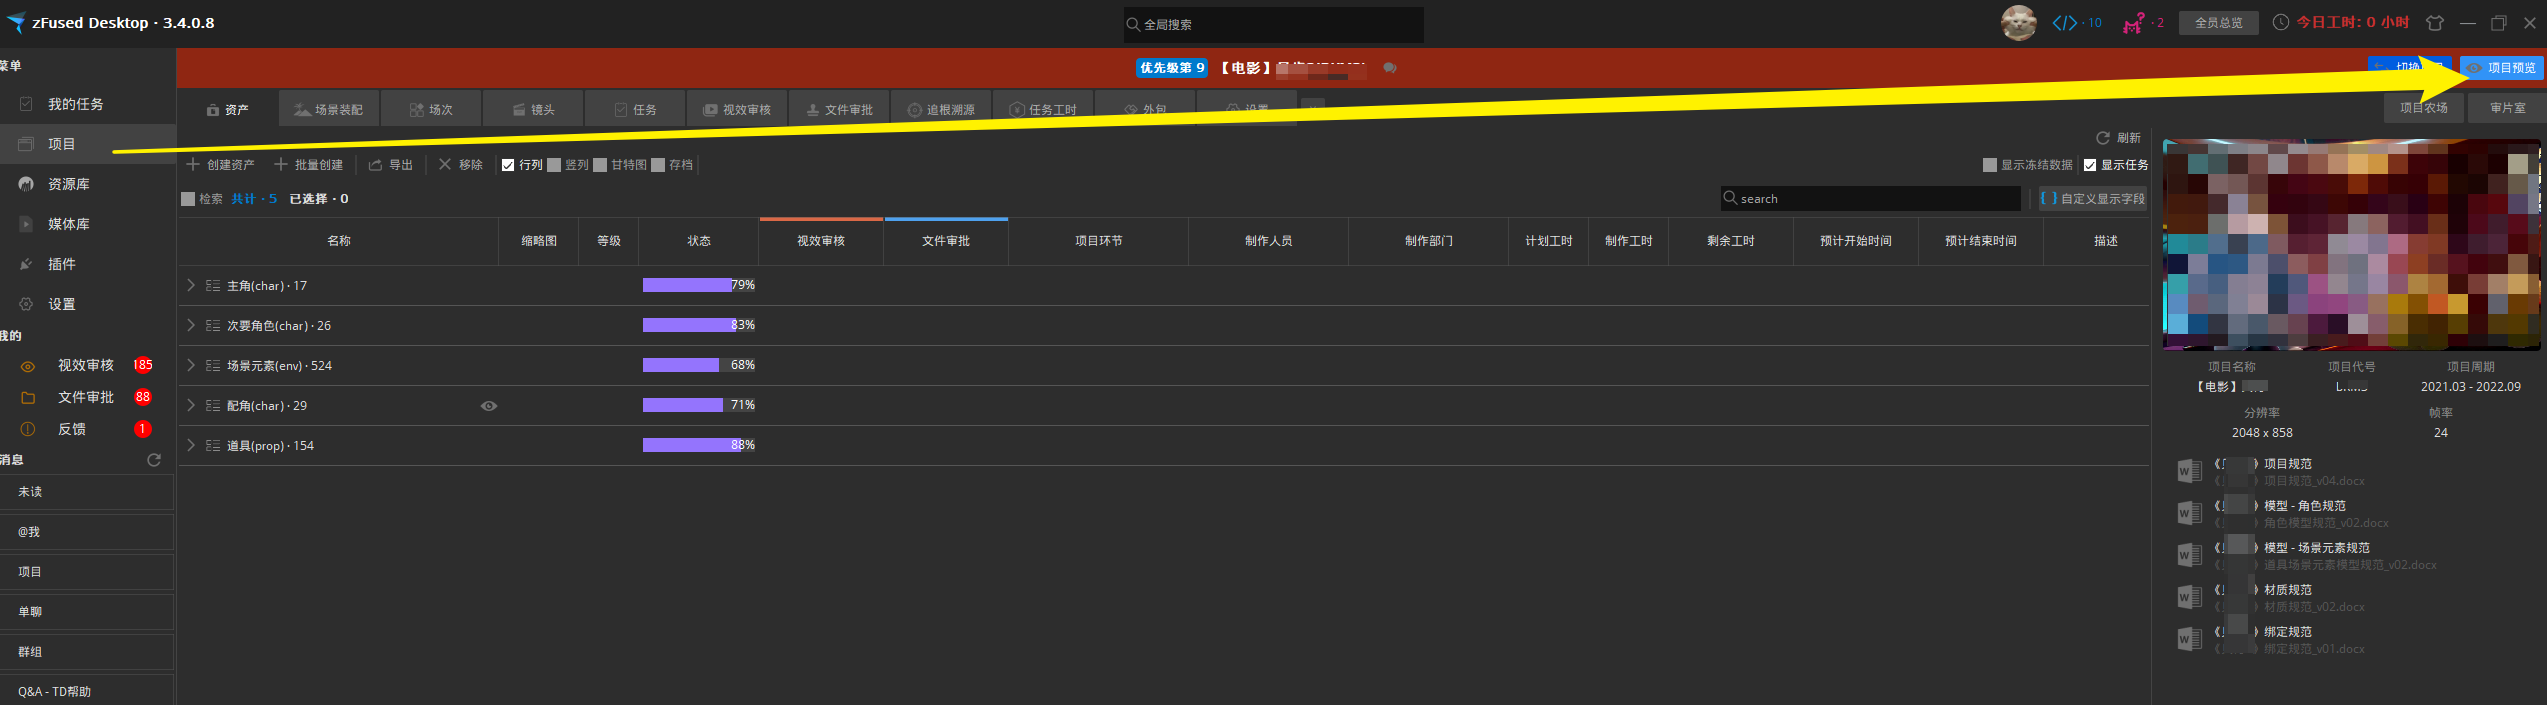 zFused Desktop · 3.4.0.8
全局搜索
· 10
· 2
全员总览
今日工时: 0 小时
菜单
优先级第 9
【电影】
项目预览
我的任务
项目
资源库
媒体库
插件
设置
资产
场景装配
场次
镜头
任务
视效审核
文件审批
追根溯源
任务工时
外包
设置
项目农场
审片室
刷新
创建资产
批量创建
导出
移除
行列
竖列
甘特图
存档
显示冻结数据
显示任务
检索
共计 · 5
已选择 · 0
search
自定义显示字段
名称
缩略图
等级
状态
视效审核
文件审批
项目环节
制作人员
制作部门
计划工时
制作工时
剩余工时
预计开始时间
预计结束时间
描述
主角(char) · 17
79%
次要角色(char) · 26
83%
场景元素(env) · 524
68%
配角(char) · 29
71%
道具(prop) · 154
88%
我的
视效审核 185
文件审批 88
反馈 1
消息
未读
@我
项目
单聊
群组
Q&A - TD帮助
项目名称
项目代号
项目周期
【电影】
2021.03 - 2022.09
分辨率
帧率
2048 x 858
24
》项目规范
》项目规范_v04.docx
》模型 - 角色规范
》角色模型规范_v02.docx
》模型 - 场景元素规范
》道具场景元素模型规范_v02.docx
》材质规范
》材质规范_v02.docx
》绑定规范
》绑定规范_v01.docx